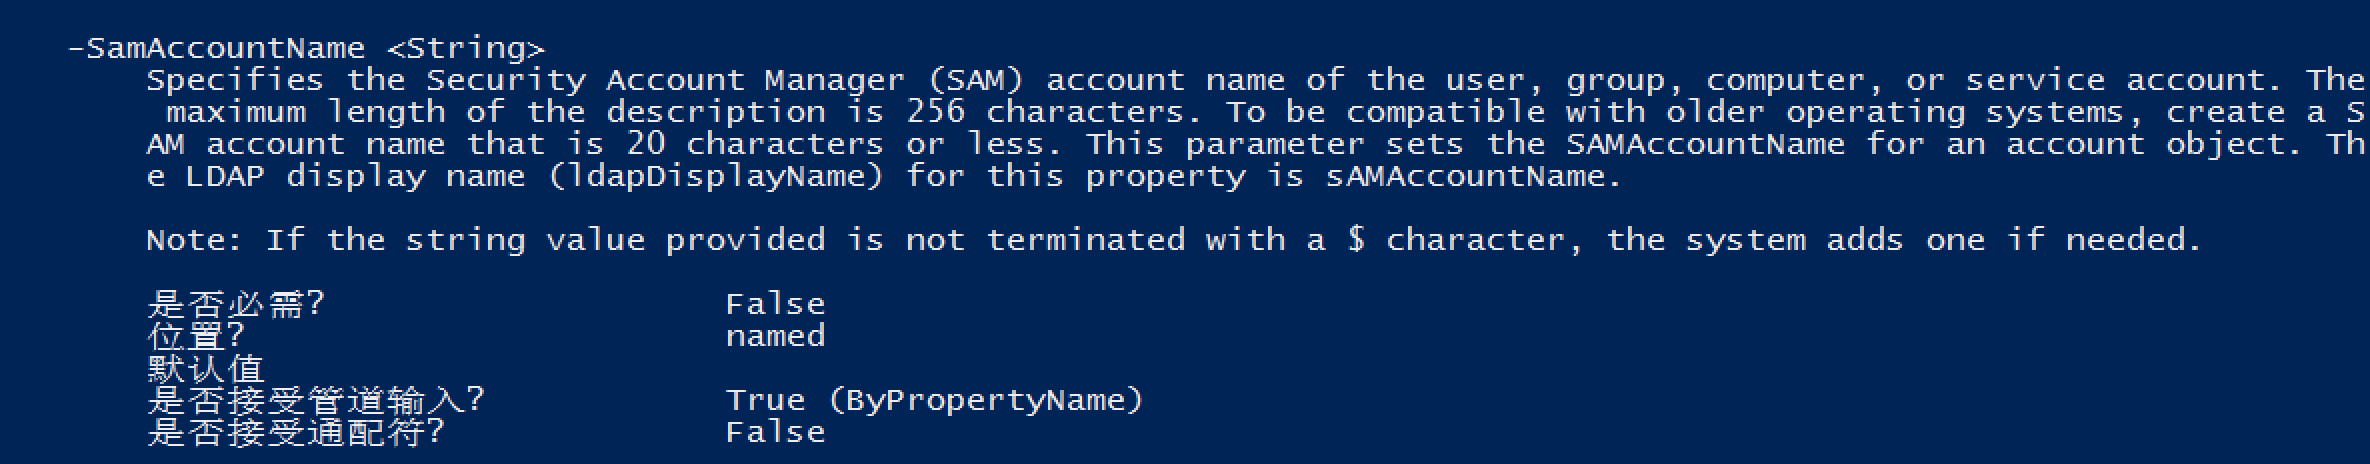 -SamAccountName <String>
Specifies the Security Account Manager (SAM) account name of the user, group, computer, or service account. The
maximum length of the description is 256 characters. To be compatible with older operating systems, create a S
AM account name that is 20 characters or less. This parameter sets the SAMAccountName for an account object. Th
e LDAP display name (ldapDisplayName) for this property is sAMAccountName.
Note: If the string value provided is not terminated with a $ character, the system adds one if needed.
是否必需? False
位置? named
默认值
是否接受管道输入? True (ByPropertyName)
是否接受通配符? False